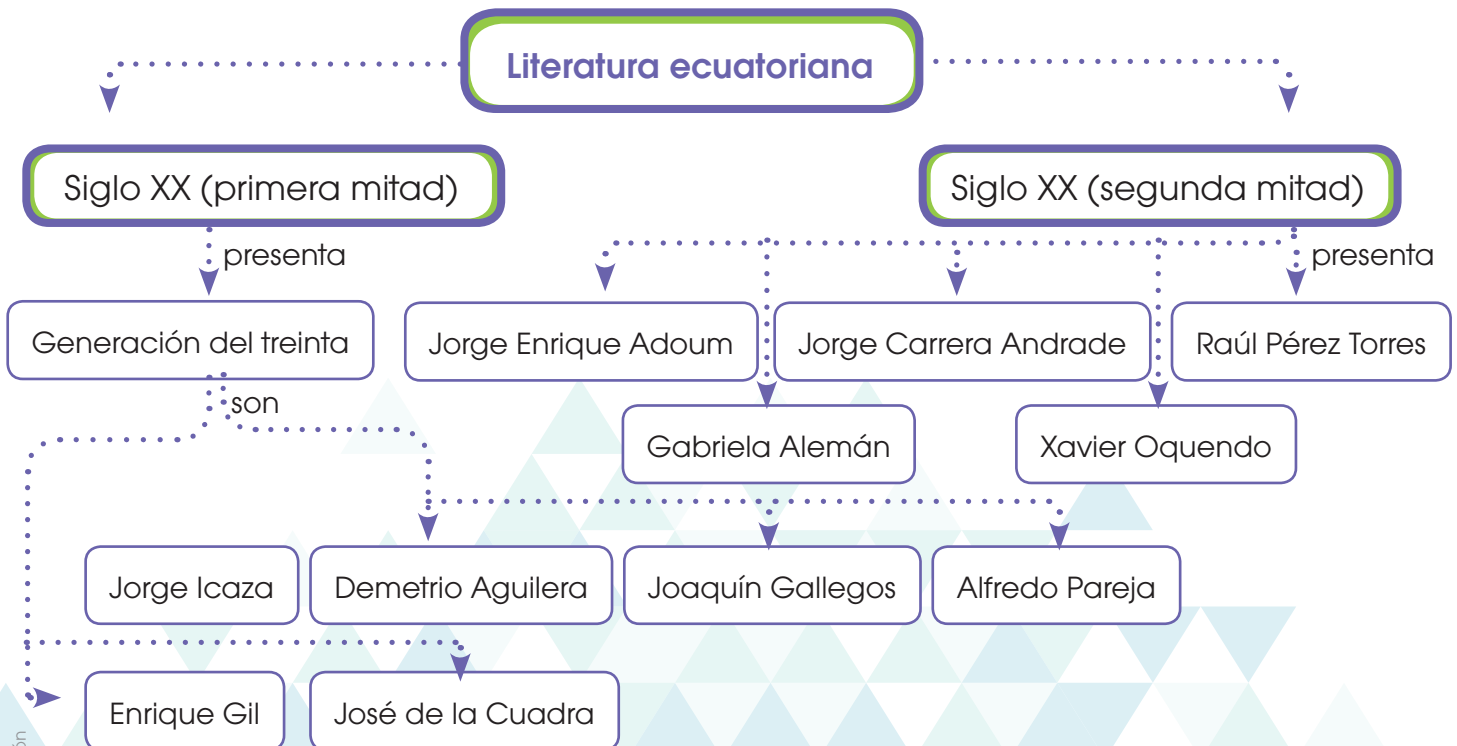 Literatura ecuatoriana
Siglo XX (primera mitad)
Siglo XX (segunda mitad)
presenta
presenta
Generación del treinta
Jorge Enrique Adoum
Jorge Carrera Andrade
Raúl Pérez Torres
son
Gabriela Alemán
Xavier Oquendo
Jorge Icaza
Demetrio Aguilera
Joaquín Gallegos
Alfredo Pareja
Enrique Gil
José de la Cuadra